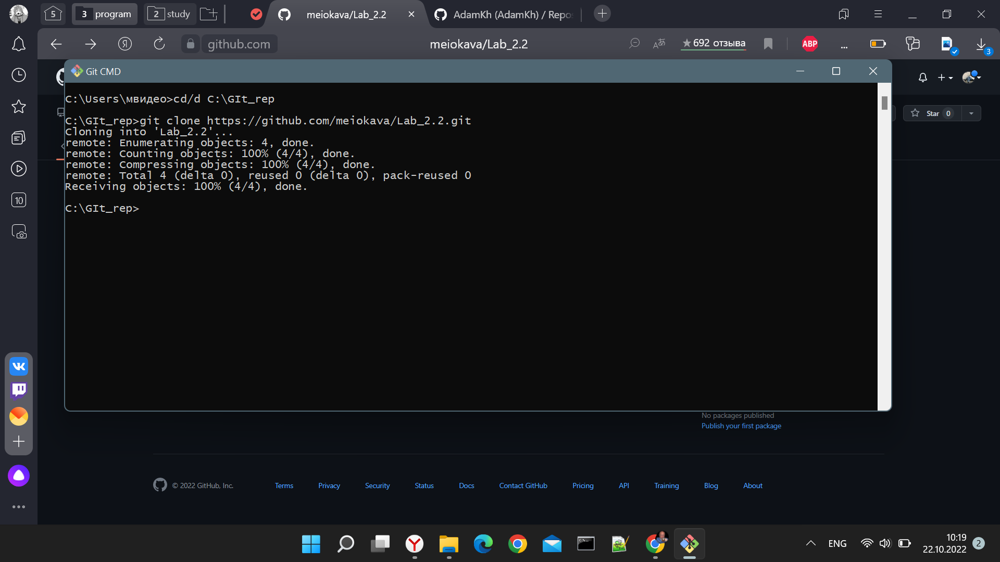 5
3 program
2 study
meiokava/Lab_2.2
AdamKh (AdamKh) / Repos
github.com
meiokava/Lab_2.2
★ 692 отзыва
ABP
...
3
Git CMD
C:\Users\мвидео>cd/d C:\GIt_rep
C:\GIt_rep>git clone https://github.com/meiokava/Lab_2.2.git
Cloning into 'Lab_2.2'...
remote: Enumerating objects: 4, done.
remote: Counting objects: 100% (4/4), done.
remote: Compressing objects: 100% (4/4), done.
remote: Total 4 (delta 0), reused 0 (delta 0), pack-reused 0
Receiving objects: 100% (4/4), done.
C:\GIt_rep>
Star 0
10
No packages published
Publish your first package
© 2022 GitHub, Inc.
Terms
Privacy
Security
Status
Docs
Contact GitHub
Pricing
API
Training
Blog
About
ENG
10:19
22.10.2022
2